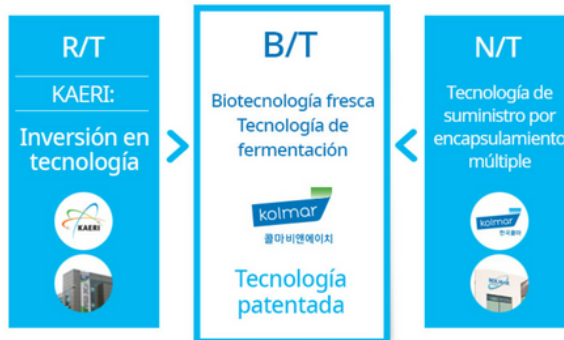 R/T
KAERI:
Inversión en
tecnología
KAERI
B/T
Biotecnología fresca
Tecnología de
fermentación
kolmar
콜마비앤에이치
Tecnología
patentada
N/T
Tecnología de
suministro por
encapsulamiento
múltiple
kolmar
한국콜마